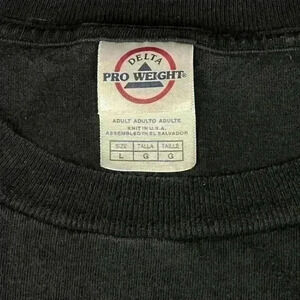 DELTA
PRO WEIGHT®
ADULT ADULTO ADULTE
KNIT IN U.S.A.
ASSEMBLED IN EL SALVADOR
SIZE TALLA TAILLE
L G G